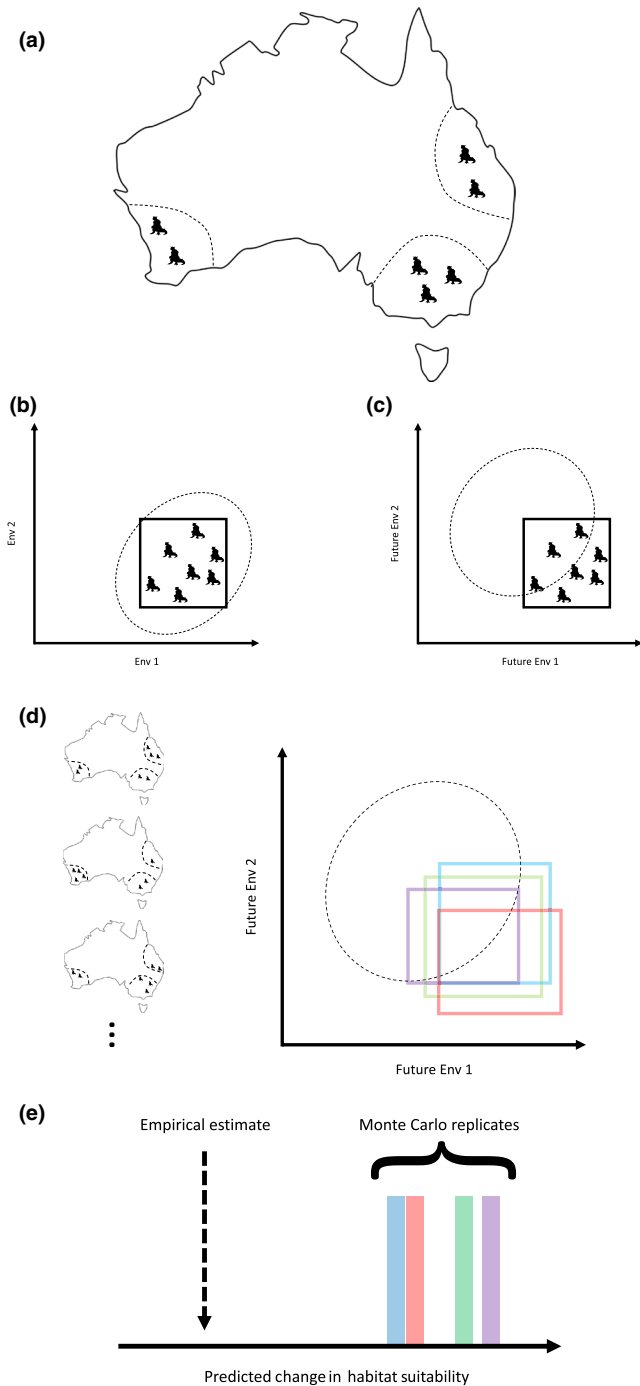 (a)
(b)
Env 2
Env 1
(c)
Future Env 2
Future Env 1
(d)
Future Env 2
Future Env 1
(e)
Empirical estimate
Monte Carlo replicates
Predicted change in habitat suitability